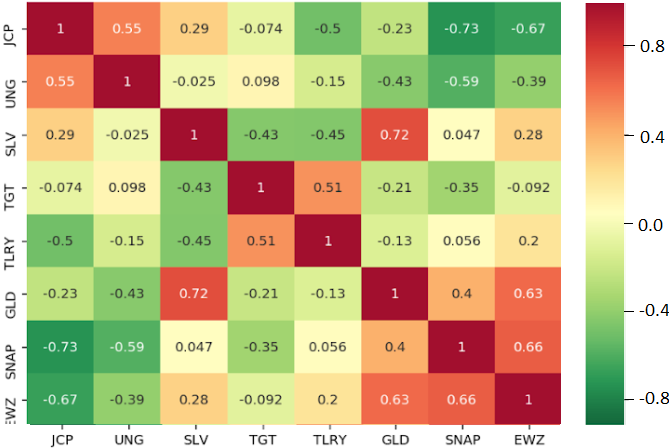 JCP 1 0.55 0.29 -0.074 -0.5 -0.23 -0.73 -0.67
UNG 0.55 1 -0.025 0.098 -0.15 -0.43 -0.59 -0.39
SLV 0.29 -0.025 1 -0.43 -0.45 0.72 0.047 0.28
TGT -0.074 0.098 -0.43 1 0.51 -0.21 -0.35 -0.092
TLRY -0.5 -0.15 -0.45 0.51 1 -0.13 0.056 0.2
GLD -0.23 -0.43 0.72 -0.21 -0.13 1 0.4 0.63
SNAP -0.73 -0.59 0.047 -0.35 0.056 0.4 1 0.66
EWZ -0.67 -0.39 0.28 -0.092 0.2 0.63 0.66 1
JCP UNG SLV TGT TLRY GLD SNAP EWZ
0.8
0.4
0.0
-0.4
-0.8